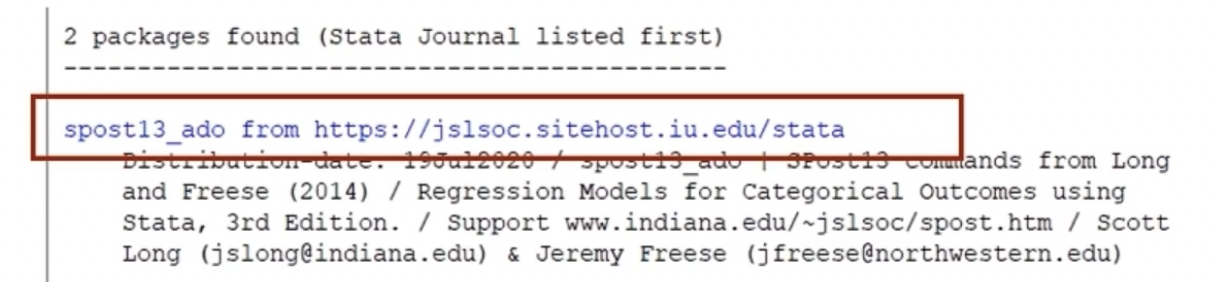 2 packages found (Stata Journal listed first)
----------------------------------------------
spost13_ado from https://jslsoc.sitehost.iu.edu/stata
Distribution-date: 19Jul2020 / spost13_ado | SPost13 commands from Long
and Freese (2014) / Regression Models for Categorical Outcomes using
Stata, 3rd Edition. / Support www.indiana.edu/~jslsoc/spost.htm / Scott
Long (jslong@indiana.edu) & Jeremy Freese (jfreese@northwestern.edu)